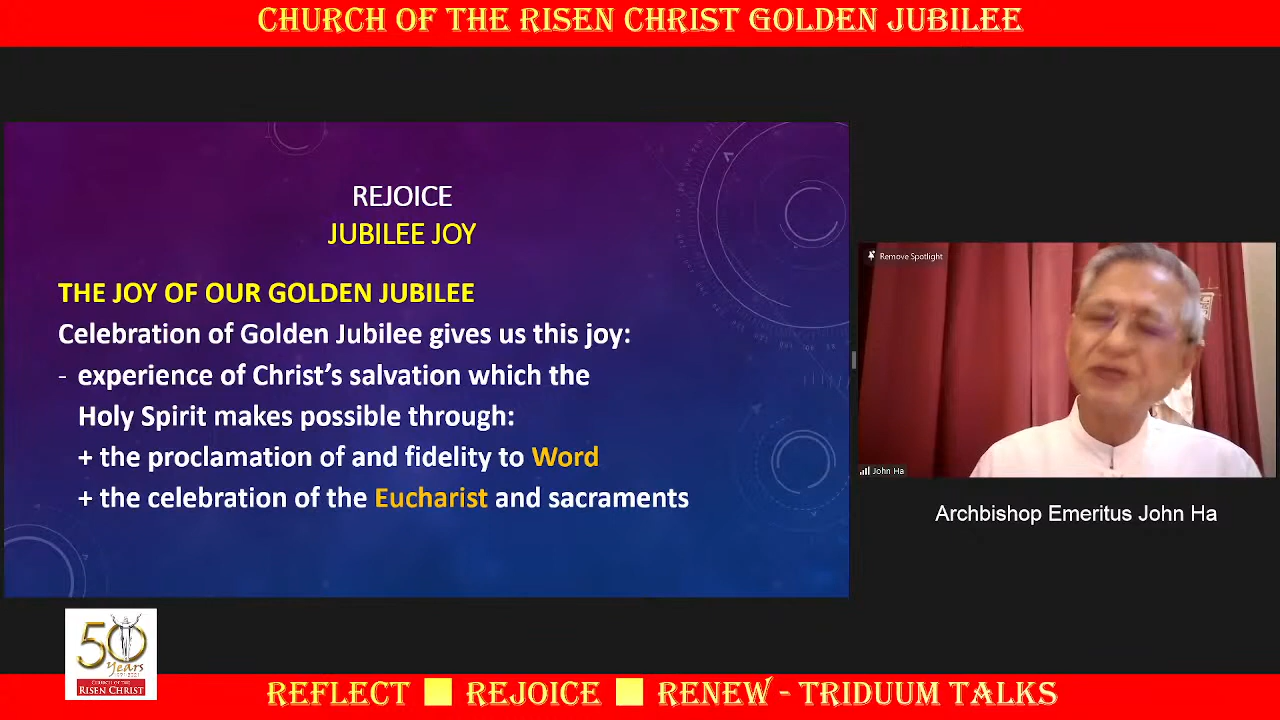 CHURCH OF THE RISEN CHRIST GOLDEN JUBILEE
REJOICE
JUBILEE JOY
THE JOY OF OUR GOLDEN JUBILEE
Celebration of Golden Jubilee gives us this joy:
- experience of Christ's salvation which the
Holy Spirit makes possible through:
+ the proclamation of and fidelity to Word
+ the celebration of the Eucharist and sacraments
Remove Spotlight
John Ha
Archbishop Emeritus John Ha
50
Years
CHURCH OF THE
RISEN CHRIST
REFLECT REJOICE RENEW - TRIDUUM TALKS